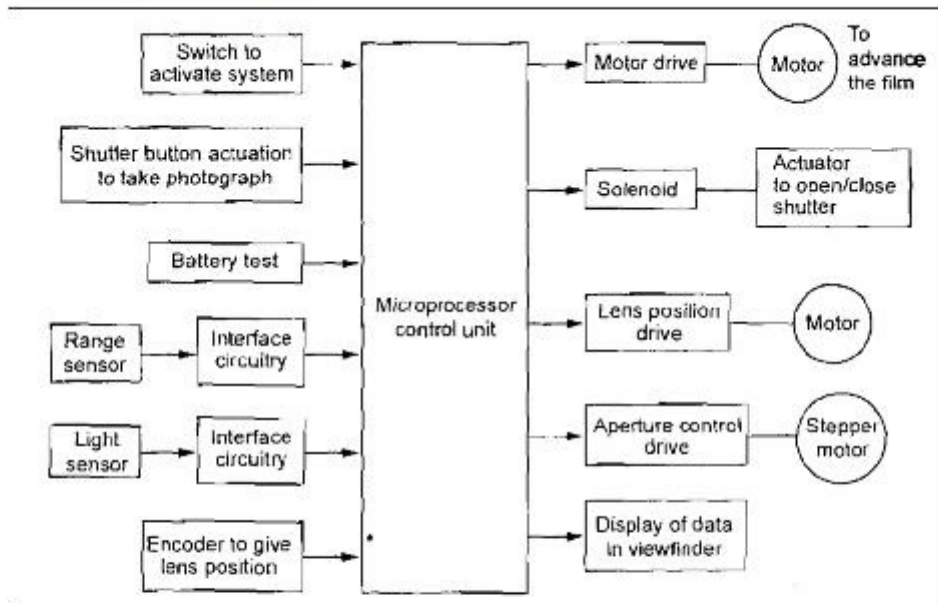 Switch to
activate system
Shutter button actuation
to take photograph
Battery test
Range
sensor
Interface
circuitry
Light
sensor
Interface
circuitry
Encoder to give
lens position
Microprocessor
control unit
Motor drive
Motor
To
advance
the film
Solenoid
Actuator
to open/close
shutter
Lens position
drive
Motor
Aperture control
drive
Stepper
motor
Display of data
in viewfinder